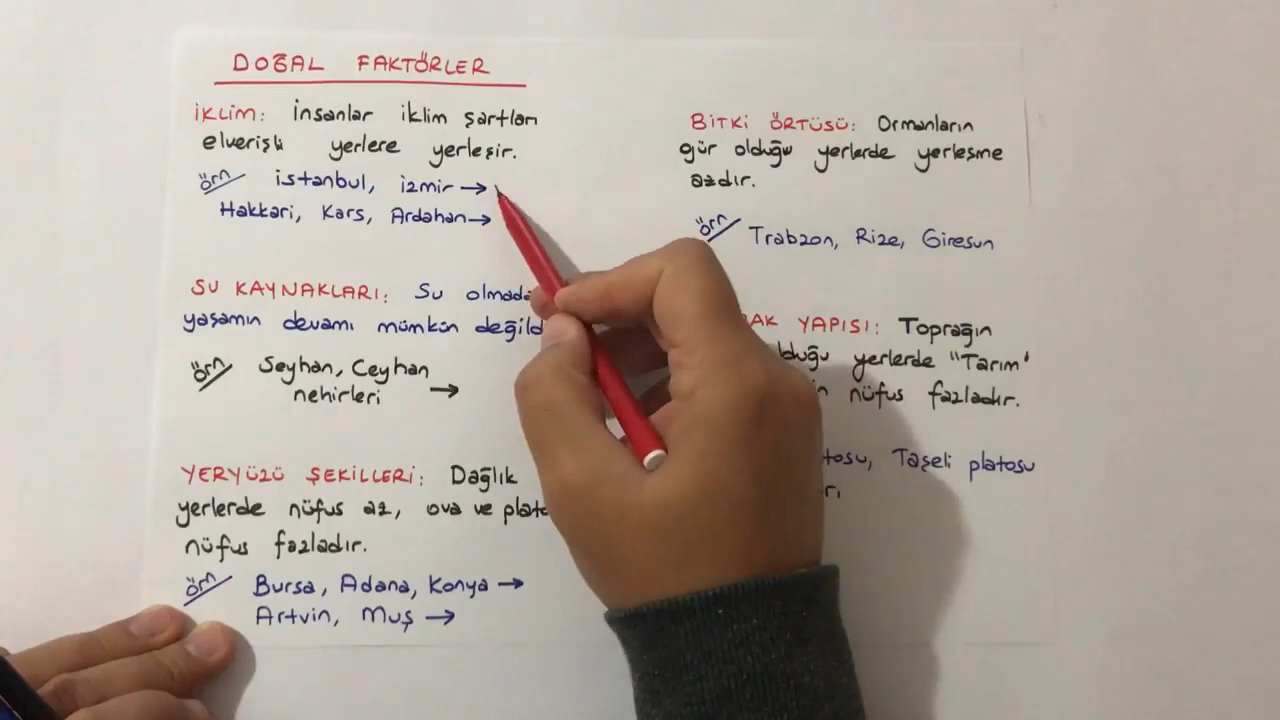 DOĞAL FAKTÖRLER
İKLİM: İnsanlar iklim şartları
elverişli yerlere yerleşir.
Örn İstanbul, İzmir →
Hakkari, Kars, Ardahan →
SU KAYNAKLARI: Su
yaşamın devamı mümkün
Örn Seyhan, Ceyhan
nehirleri →
YERYÜZÜ ŞEKİLLERİ: Dağlık
yerlerde nüfus az, ova ve
nüfus fazladır.
Örn Bursa, Adana, Konya →
Artvin, Muş →
BİTKİ ÖRTÜSÜ: Ormanların
gür olduğu yerlerde yerleşme
azdır.
Örn Trabzon, Rize, Giresun
YAPISI: Toprağın
yerlerde "Tarım"
nüfus fazladır.
Taşeli platosu